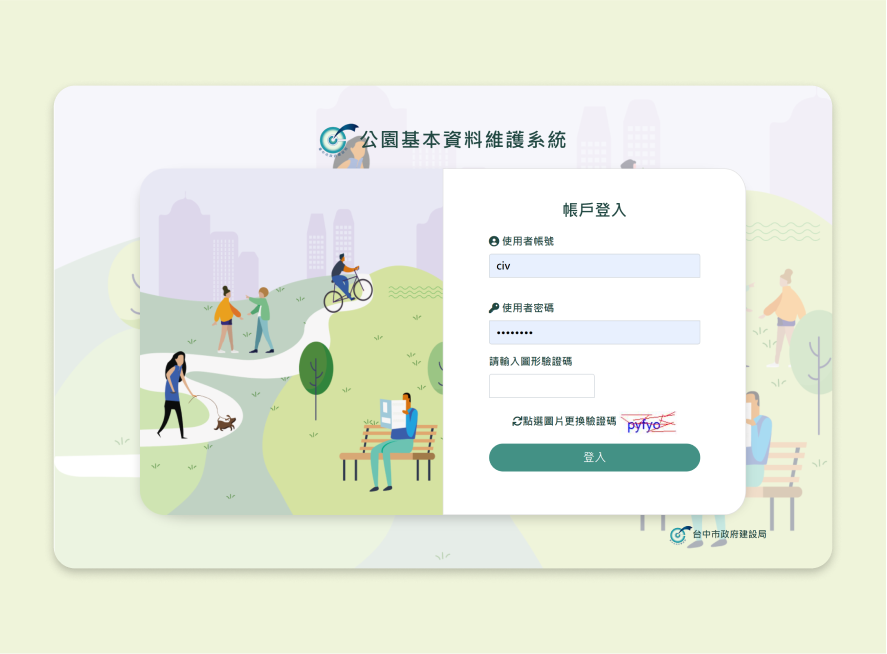 公園基本資料維護系統
帳戶登入
使用者帳號
civ
使用者密碼
••••••••
請輸入圖形驗證碼
點選圖片更換驗證碼 pyfyo
登入
台中市政府建設局